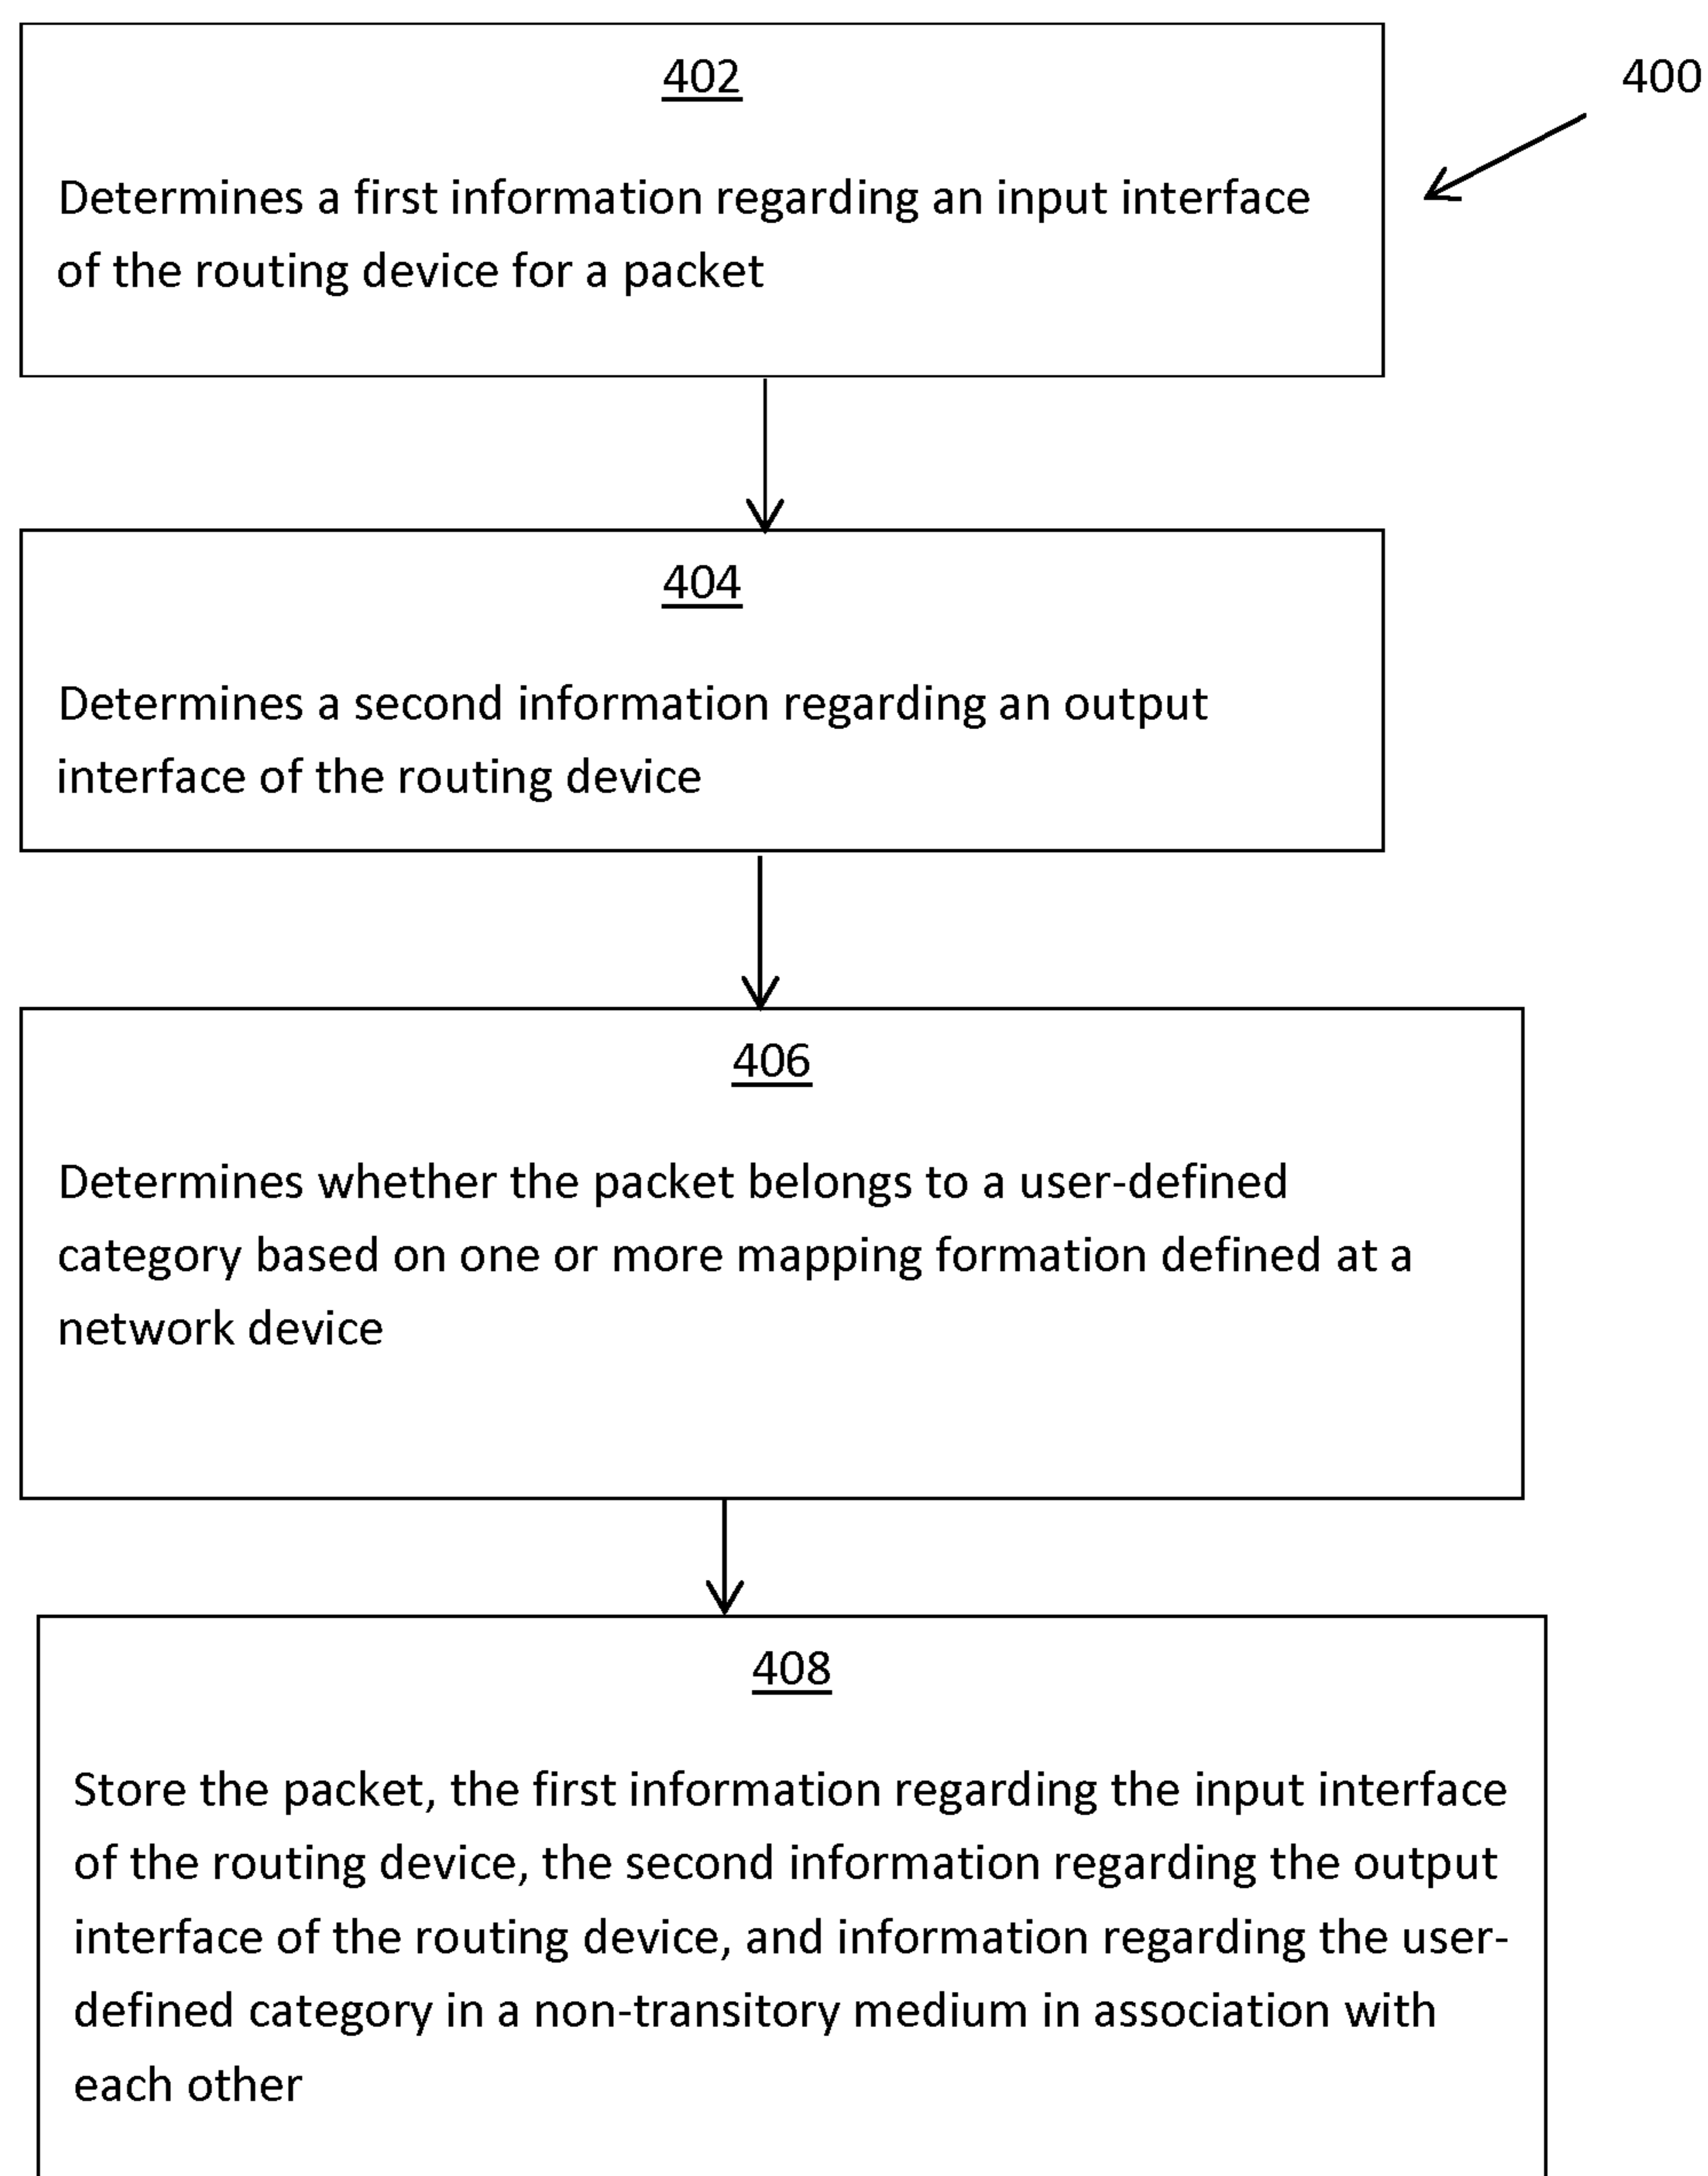 402
400
Determines a first information regarding an input interface
of the routing device for a packet
404
Determines a second information regarding an output
interface of the routing device
406
Determines whether the packet belongs to a user-defined
category based on one or more mapping formation defined at a
network device
408
Store the packet, the first information regarding the input interface
of the routing device, the second information regarding the output
interface of the routing device, and information regarding the user-
defined category in a non-transitory medium in association with
each other